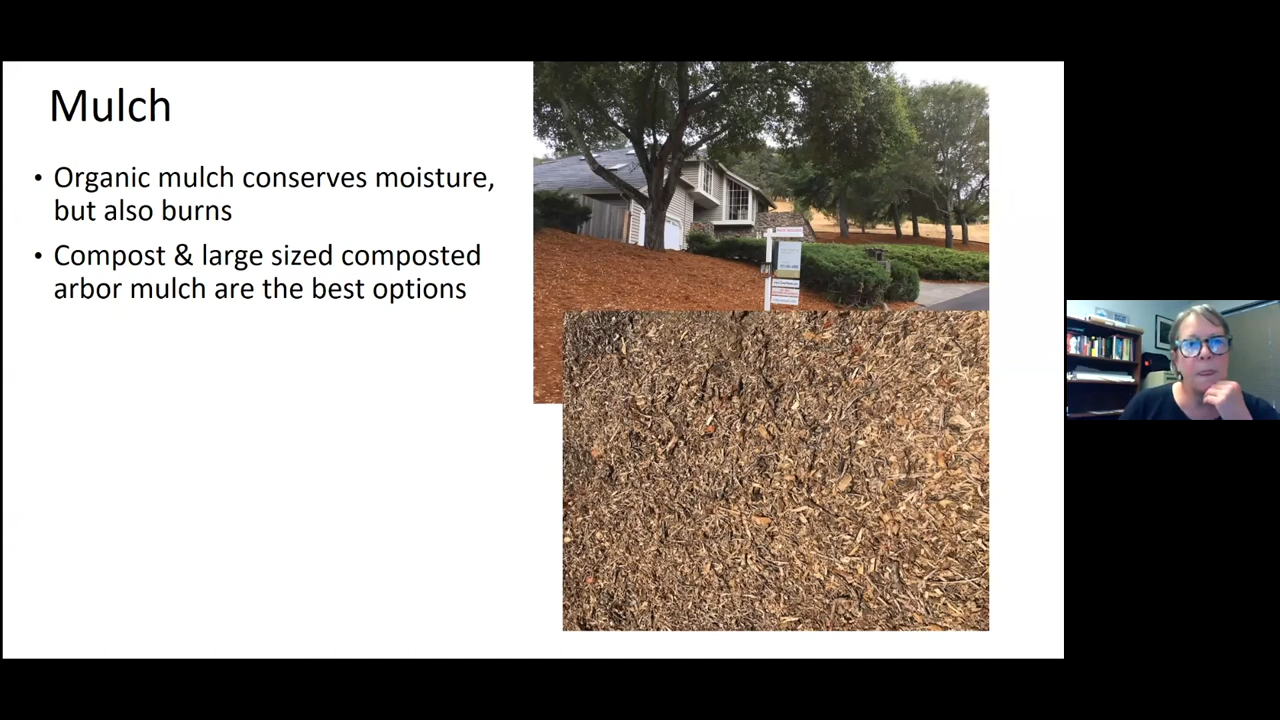 Mulch
• Organic mulch conserves moisture,
but also burns
• Compost & large sized composted
arbor mulch are the best options